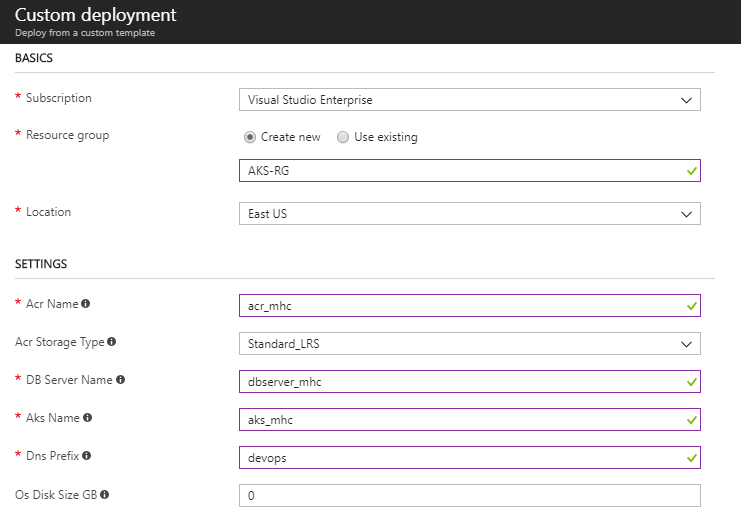 Custom deployment
Deploy from a custom template
BASICS
* Subscription Visual Studio Enterprise
* Resource group Create new Use existing
AKS-RG
* Location East US
SETTINGS
* Acr Name acr_mhc
Acr Storage Type Standard_LRS
* DB Server Name dbserver_mhc
* Aks Name aks_mhc
* Dns Prefix devops
Os Disk Size GB 0